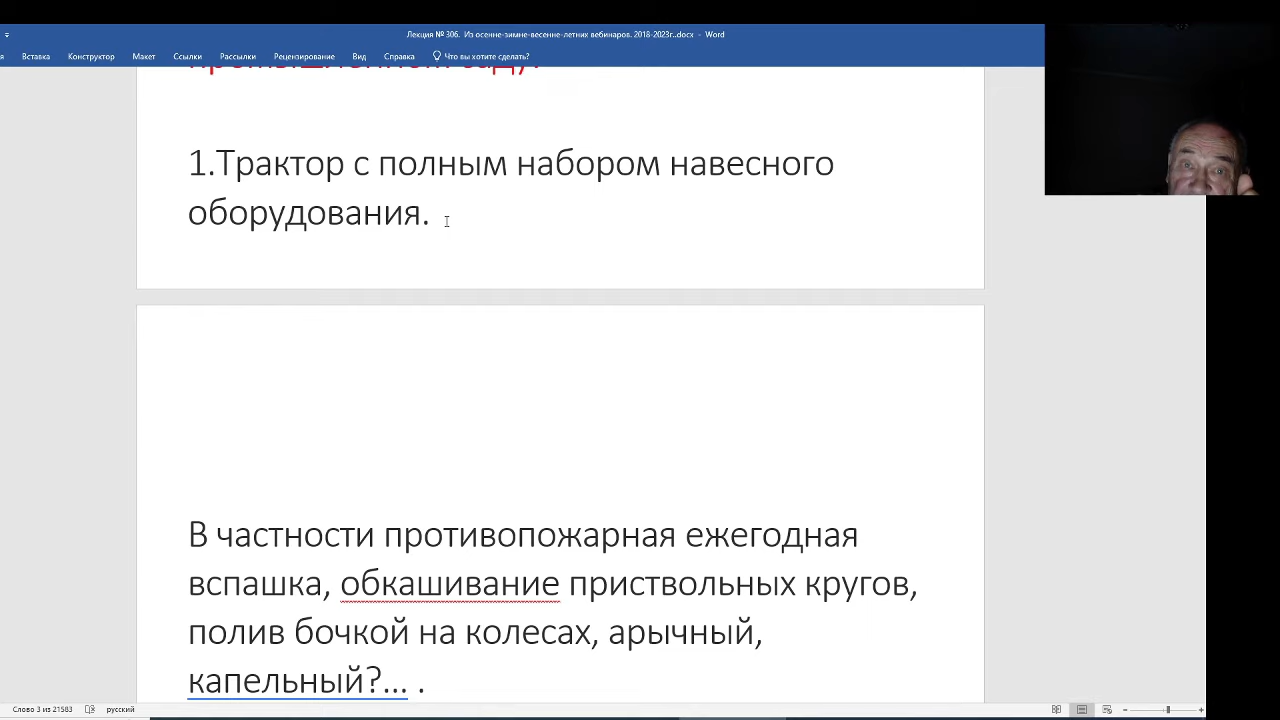 Лекция № 306. Из осенне-зимне-весенне-летних вебинаров. 2018-2023г..docx - Word
я Вставка Конструктор Макет Ссылки Рассылки Рецензирование Вид Справка Что вы хотите сделать?
промышленном саду.
1.Трактор с полным набором навесного
оборудования.
В частности противопожарная ежегодная
вспашка, обкашивание приствольных кругов,
полив бочкой на колесах, арычный,
капельный?... .
Слово 3 из 21583 русский